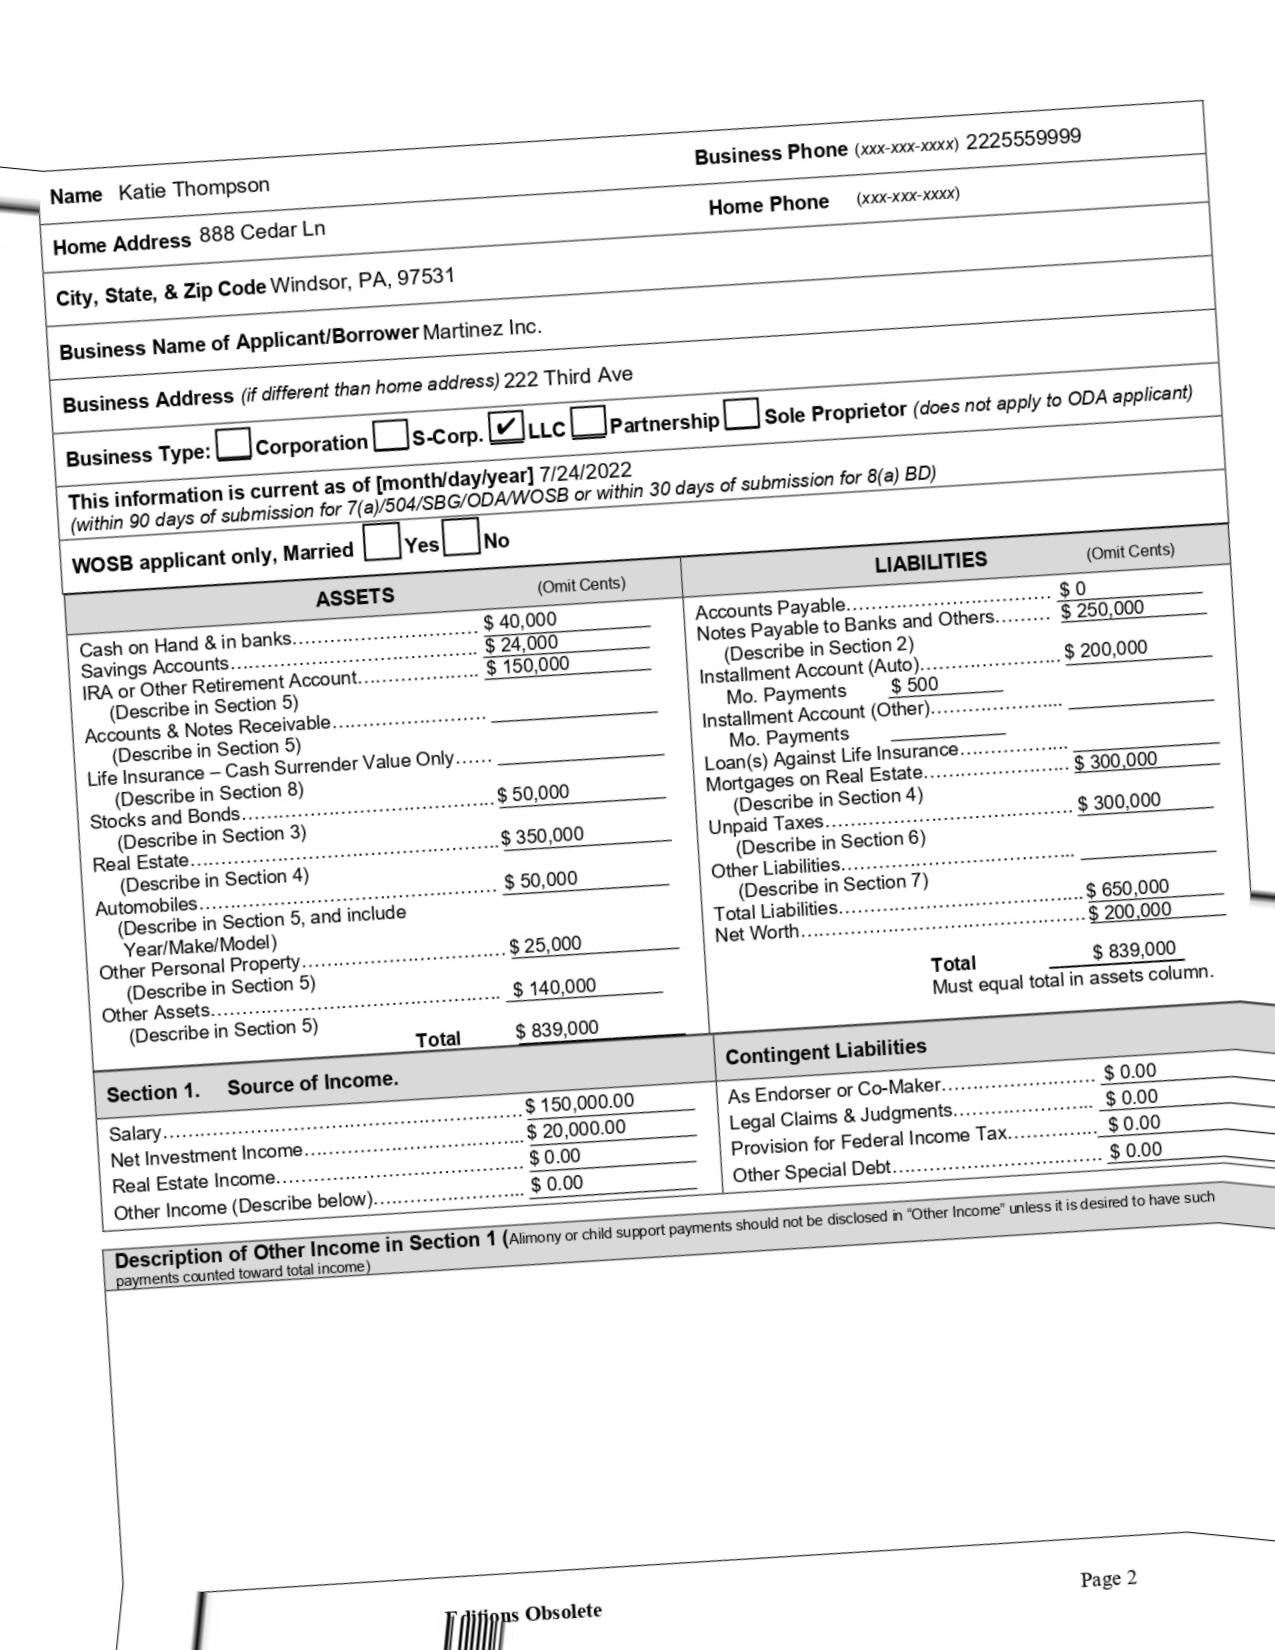 Name Katie Thompson Business Phone (xxx-xxx-xxxx) 2225559999
Home Address 888 Cedar Ln Home Phone (xxx-xxx-xxxx)
City, State, & Zip Code Windsor, PA, 97531
Business Name of Applicant/Borrower Martinez Inc.
Business Address (if different than home address) 222 Third Ave
Business Type: Corporation S-Corp. ✔ LLC Partnership Sole Proprietor (does not apply to ODA applicant)
This information is current as of [month/day/year] 7/24/2022
(within 90 days of submission for 7(a)/504/SBG/ODA/WOSB or within 30 days of submission for 8(a) BD)
WOSB applicant only, Married Yes No
ASSETS (Omit Cents)
Cash on Hand & in banks $ 40,000
Savings Accounts $ 24,000
IRA or Other Retirement Account $ 150,000
(Describe in Section 5)
Accounts & Notes Receivable
(Describe in Section 5)
Life Insurance – Cash Surrender Value Only
(Describe in Section 8)
Stocks and Bonds $ 50,000
(Describe in Section 3)
Real Estate $ 350,000
(Describe in Section 4)
Automobiles $ 50,000
(Describe in Section 5, and include
Year/Make/Model)
Other Personal Property $ 25,000
(Describe in Section 5)
Other Assets $ 140,000
(Describe in Section 5)
Total $ 839,000
LIABILITIES (Omit Cents)
Accounts Payable $ 0
Notes Payable to Banks and Others $ 250,000
(Describe in Section 2)
Installment Account (Auto) $ 200,000
Mo. Payments $ 500
Installment Account (Other)
Mo. Payments
Loan(s) Against Life Insurance
Mortgages on Real Estate $ 300,000
(Describe in Section 4)
Unpaid Taxes $ 300,000
(Describe in Section 6)
Other Liabilities
(Describe in Section 7)
Total Liabilities $ 650,000
Net Worth $ 200,000
Total $ 839,000
Must equal total in assets column.
Section 1. Source of Income.
Salary $ 150,000.00
Net Investment Income $ 20,000.00
Real Estate Income $ 0.00
Other Income (Describe below) $ 0.00
Contingent Liabilities
As Endorser or Co-Maker $ 0.00
Legal Claims & Judgments $ 0.00
Provision for Federal Income Tax $ 0.00
Other Special Debt $ 0.00
Description of Other Income in Section 1 (Alimony or child support payments should not be disclosed in "Other Income" unless it is desired to have such
payments counted toward total income)
Page 2
Editions Obsolete